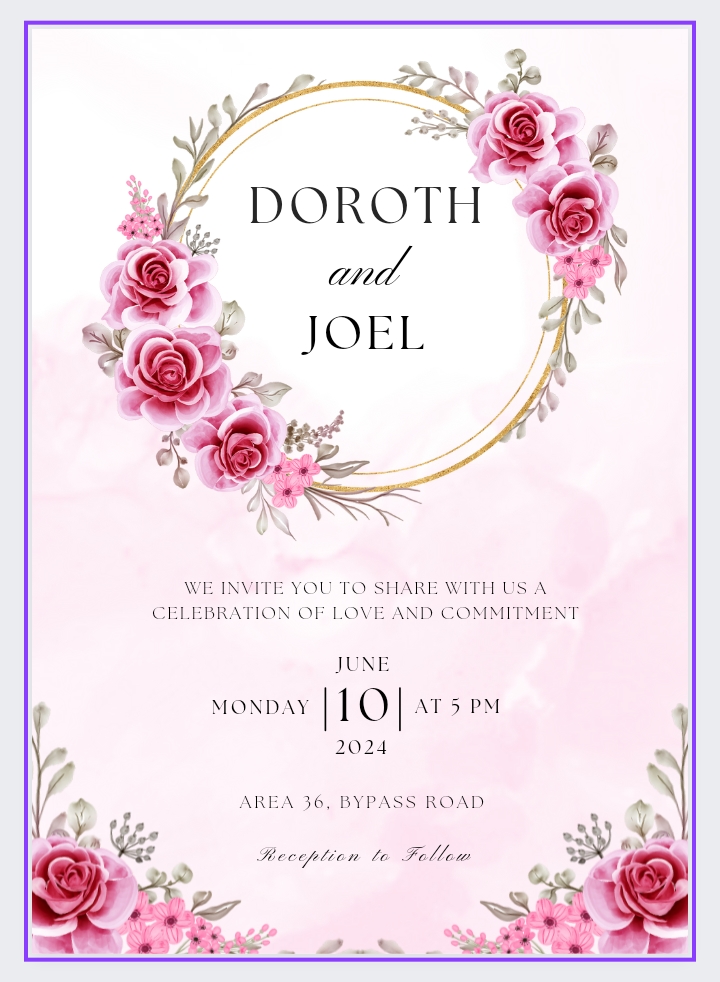 DOROTH
and
JOEL
WE INVITE YOU TO SHARE WITH US A
CELEBRATION OF LOVE AND COMMITMENT
JUNE
MONDAY |10| AT 5 PM
2024
AREA 36, BYPASS ROAD
Reception to Follow